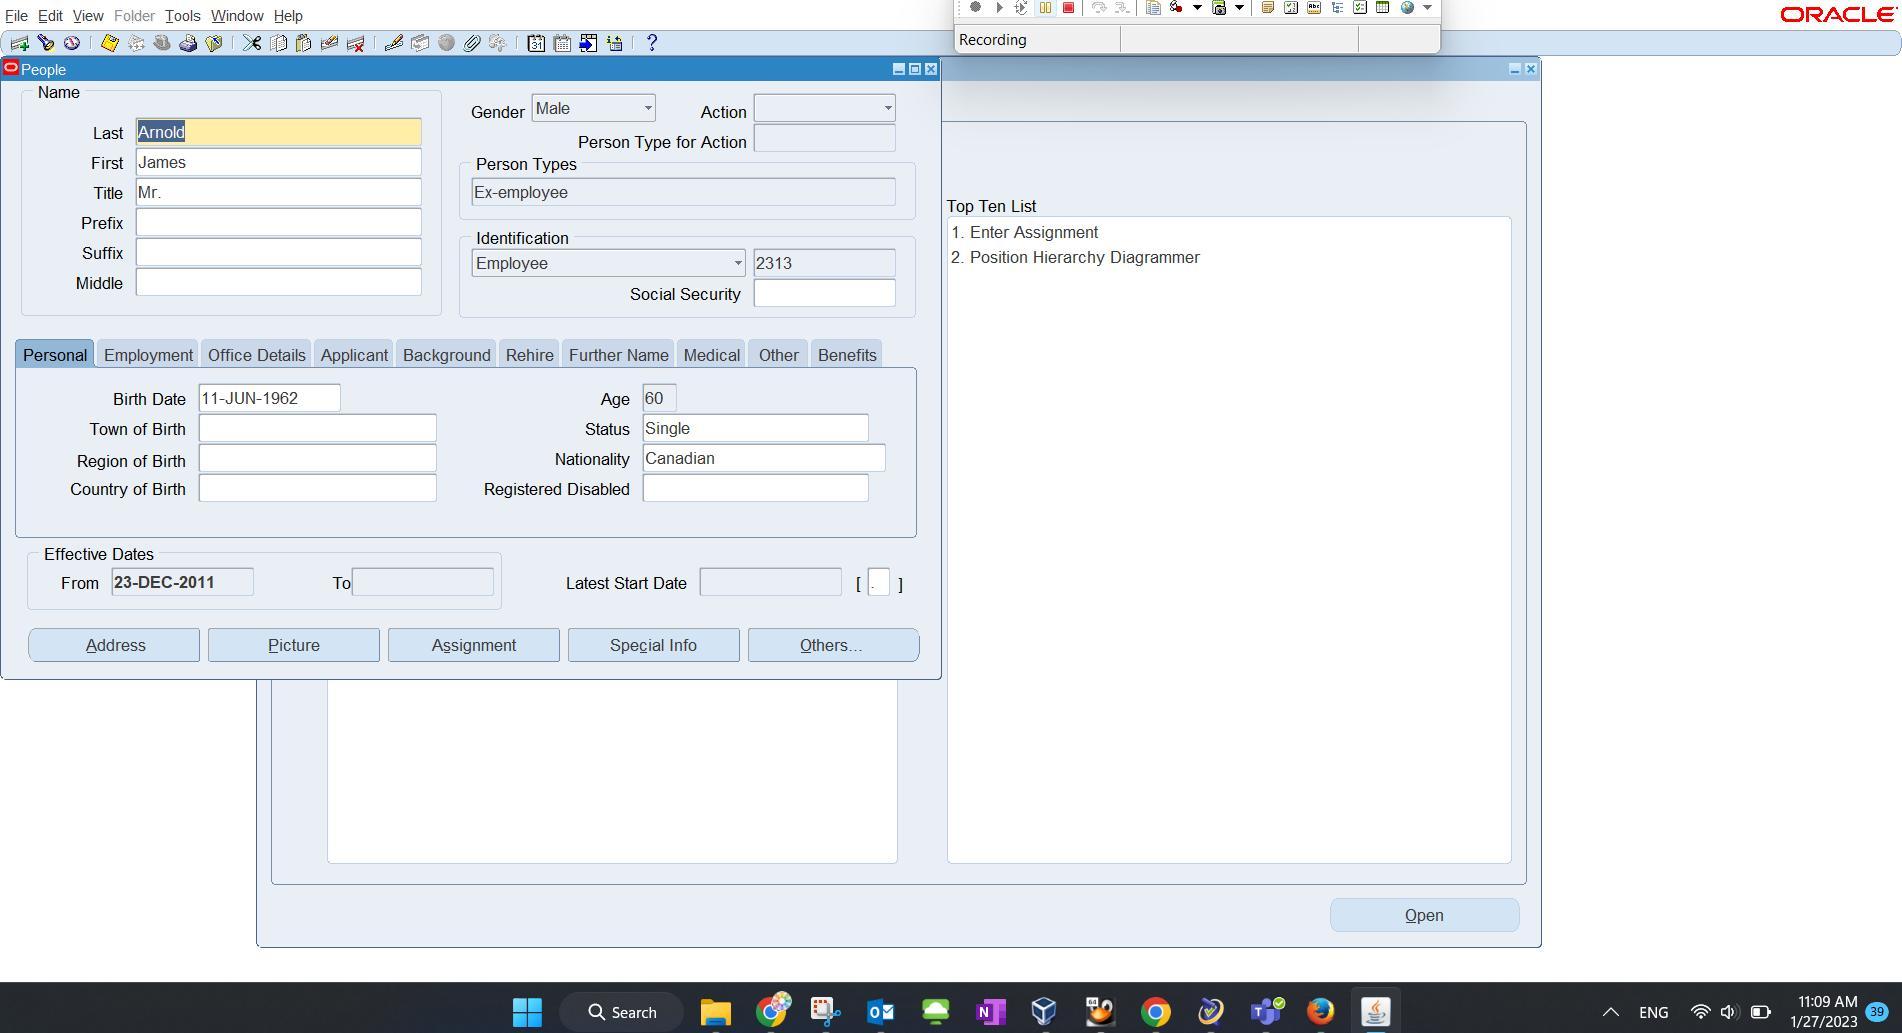 File Edit View Folder Tools Window Help
ORACLE
Recording
People
Name
Last Arnold
First James
Title Mr.
Prefix
Suffix
Middle
Gender Male
Action
Person Type for Action
Person Types
Ex-employee
Identification
Employee 2313
Social Security
Top Ten List
1. Enter Assignment
2. Position Hierarchy Diagrammer
Personal Employment Office Details Applicant Background Rehire Further Name Medical Other Benefits
Birth Date 11-JUN-1962
Age 60
Town of Birth
Status Single
Region of Birth
Nationality Canadian
Country of Birth
Registered Disabled
Effective Dates
From 23-DEC-2011
To
Latest Start Date
[ . ]
Address Picture Assignment Special Info Others...
Open
Search
ENG
11:09 AM
1/27/2023
39